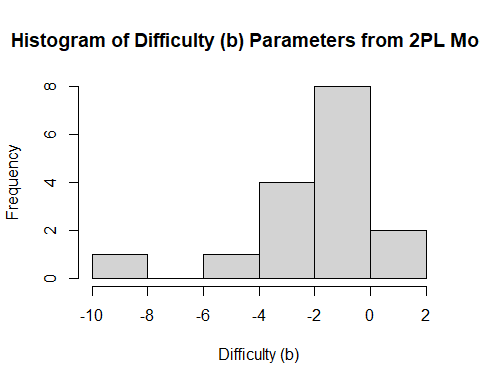 Histogram of Difficulty (b) Parameters from 2PL Mo
Frequency
8
6
4
2
0
-10 -8 -6 -4 -2 0 2
Difficulty (b)